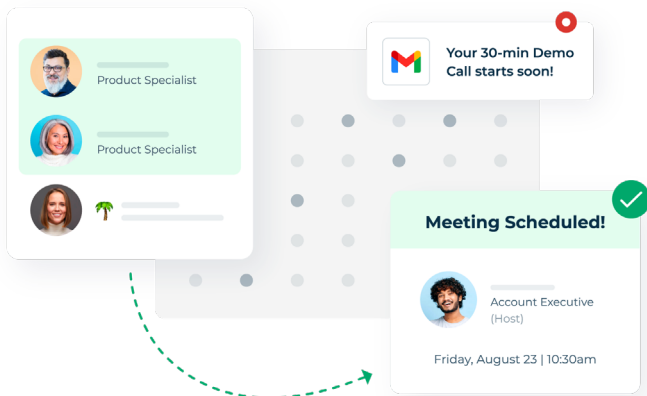 Product Specialist
Product Specialist
Your 30-min Demo
Call starts soon!
Meeting Scheduled!
Account Executive
(Host)
Friday, August 23 | 10:30am